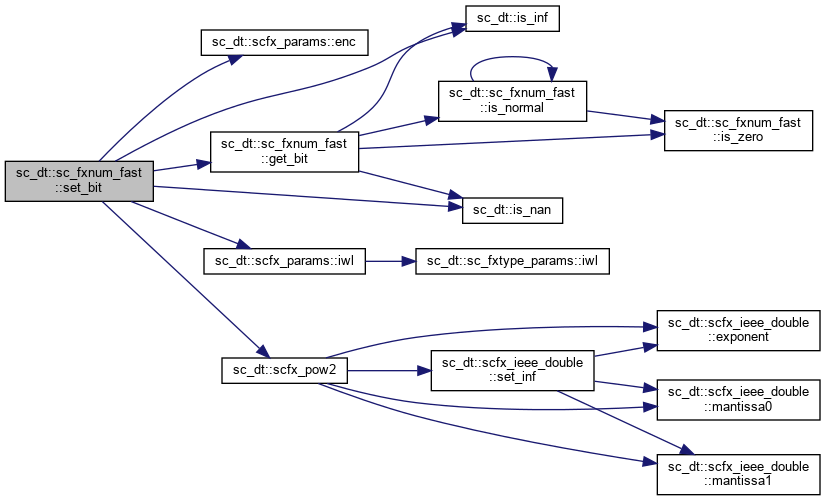 sc_dt::sc_fxnum_fast
::set_bit
sc_dt::scfx_params::enc
sc_dt::is_inf
sc_dt::sc_fxnum_fast
::get_bit
sc_dt::sc_fxnum_fast
::is_normal
sc_dt::sc_fxnum_fast
::is_zero
sc_dt::is_nan
sc_dt::scfx_params::iwl
sc_dt::sc_fxtype_params::iwl
sc_dt::scfx_pow2
sc_dt::scfx_ieee_double
::set_inf
sc_dt::scfx_ieee_double
::exponent
sc_dt::scfx_ieee_double
::mantissa0
sc_dt::scfx_ieee_double
::mantissa1